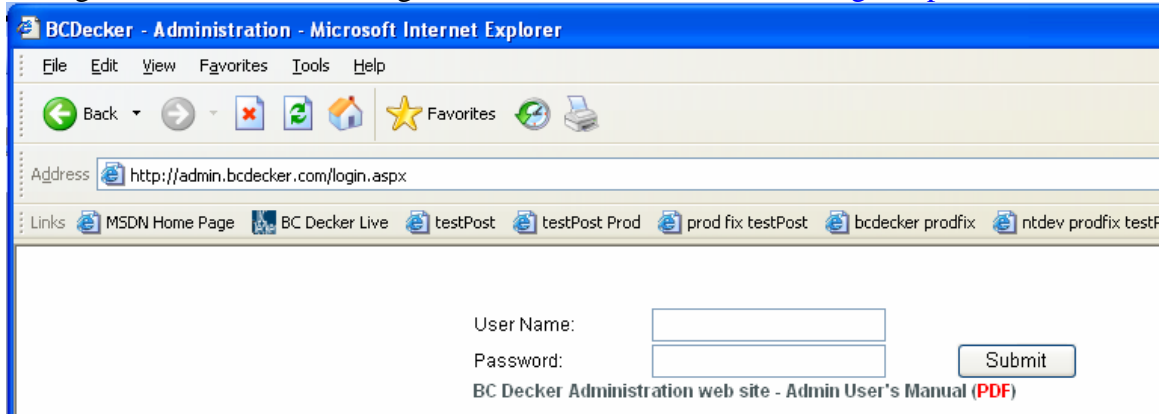 BCDecker - Administration - Microsoft Internet Explorer
File Edit View Favorites Tools Help
Back Favorites
Address http://admin.bcdecker.com/login.aspx
Links MSDN Home Page BC Decker Live testPost testPost Prod prod fix testPost bcdecker prodfix ntdev prodfix
User Name:
Password: Submit
BC Decker Administration web site - Admin User's Manual (PDF)